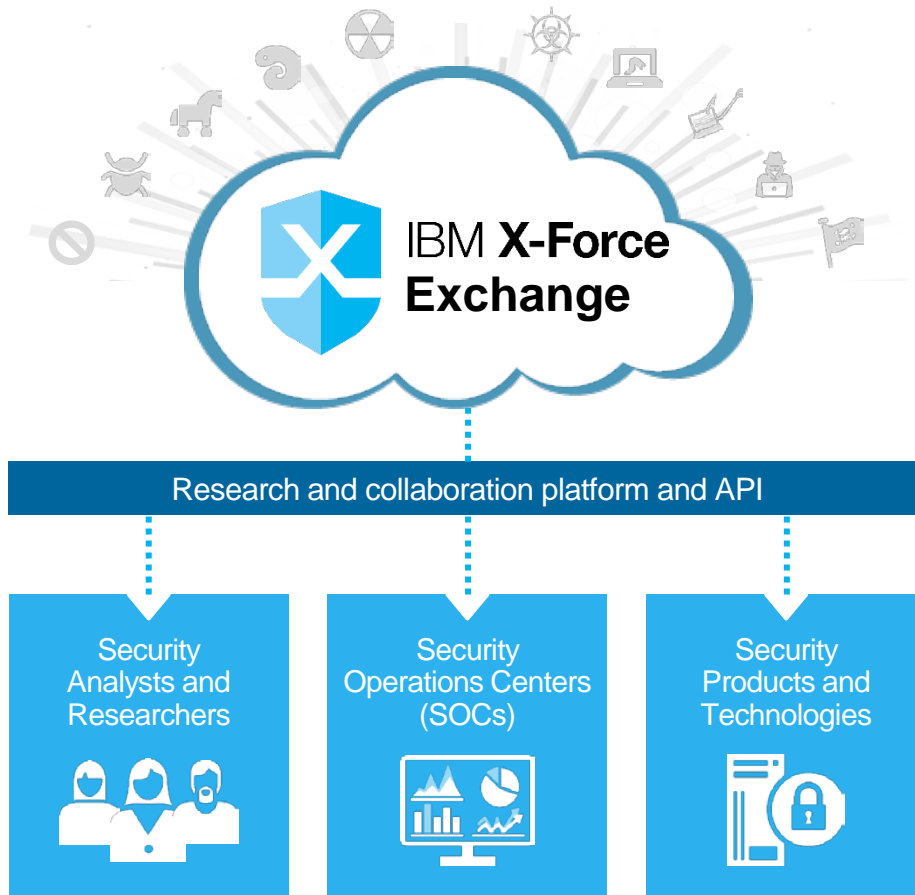 IBM X-Force
Exchange
Research and collaboration platform and API
Security
Analysts and
Researchers
Security
Operations Centers
(SOCs)
Security
Products and
Technologies